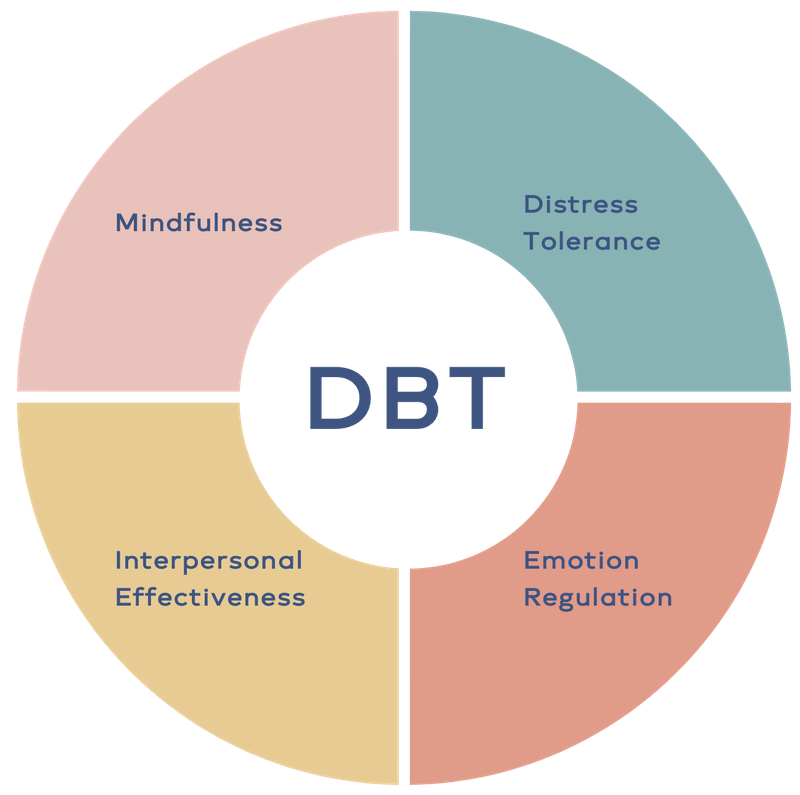 Mindfulness
Distress
Tolerance
DBT
Interpersonal
Effectiveness
Emotion
Regulation